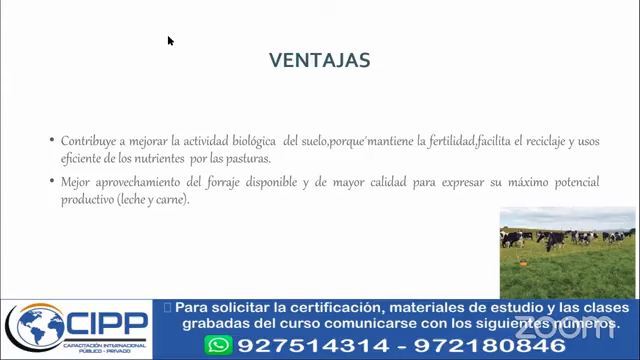 VENTAJAS
• Contribuye a mejorar la actividad biológica del suelo,porque´mantiene la fertilidad,facilita el reciclaje y usos
eficiente de los nutrientes por las pasturas.
• Mejor aprovechamiento del forraje disponible y de mayor calidad para expresar su máximo potencial
productivo (leche y carne).
CIPP
CAPACITACIÓN INTERNACIONAL
PÚBLICO - PRIVADO
Para solicitar la certificación, materiales de estudio y las clases
grabadas del curso comunicarse con los siguientes números.
927514314 - 972180846
zoom